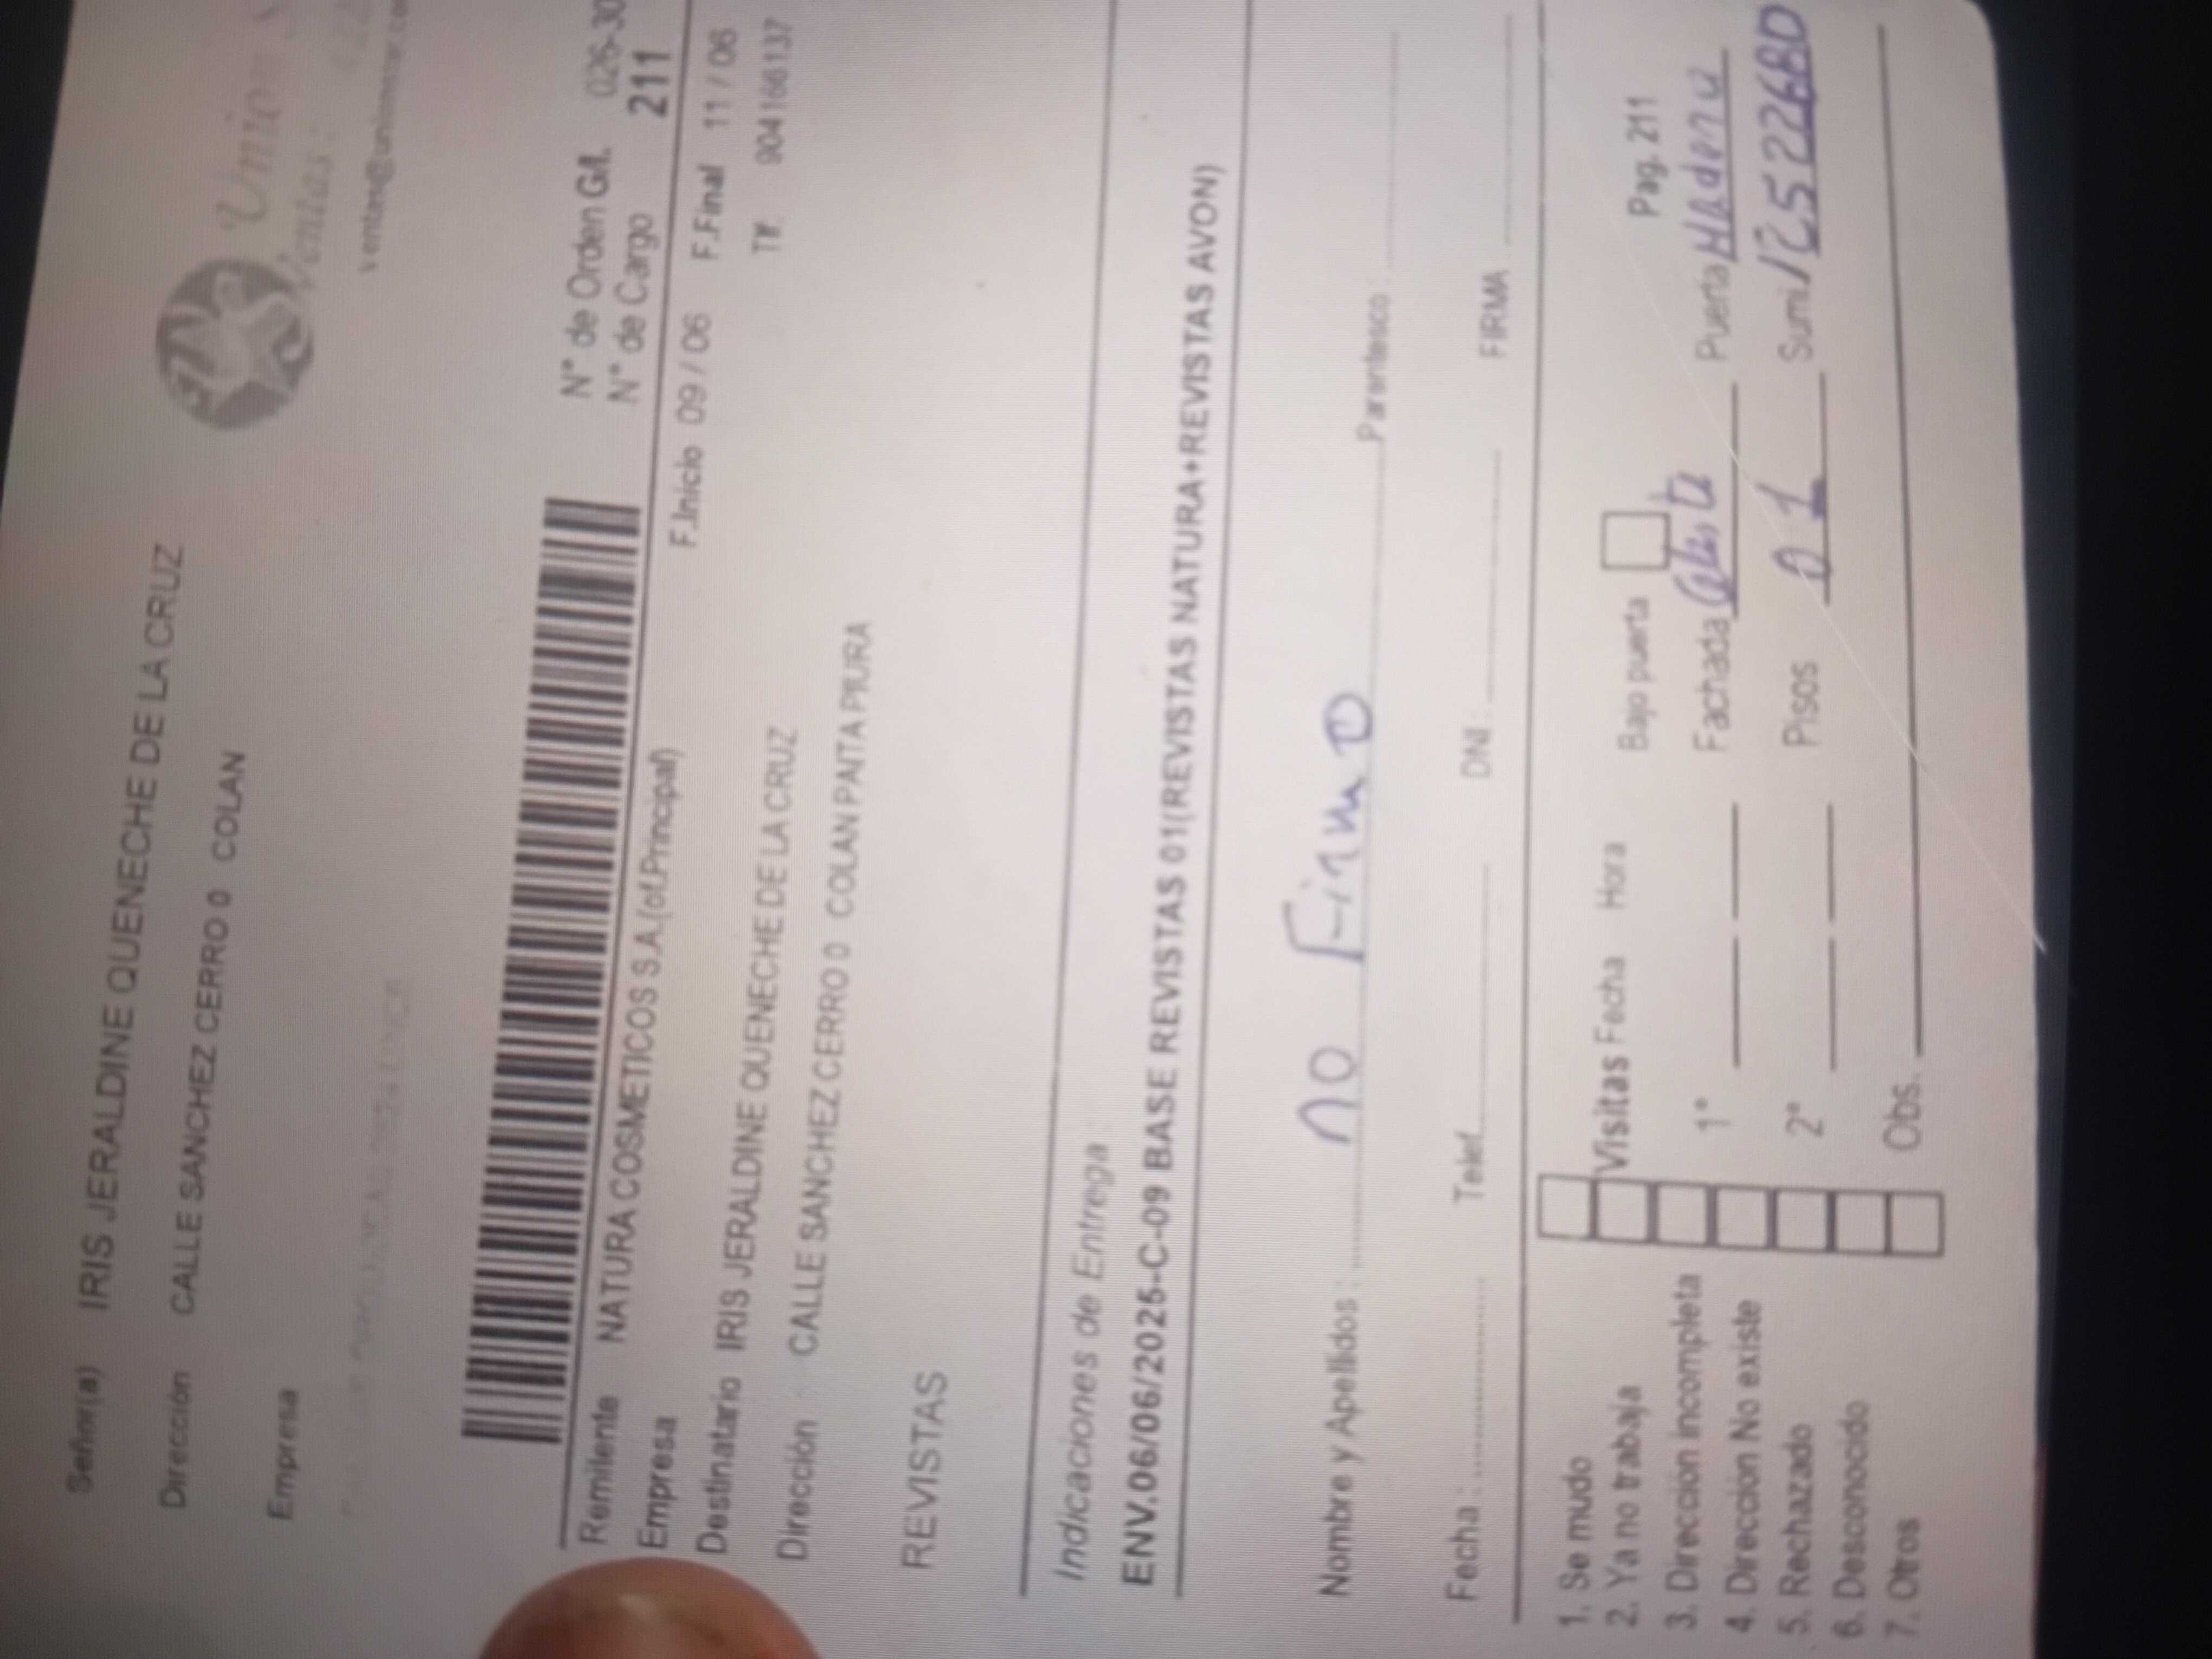 Señor(a) IRIS JERALDINE QUENECHE DE LA CRUZ
Dirección CALLE SANCHEZ CERRO 0 COLAN
Empresa
Union
Ventas:
N° de Orden G/I. 026-30
N° de Cargo 211
Remitente NATURA COSMETICOS S.A.(of.Principal)
Empresa
F.Inicio 09 / 06 F.Final 11 / 06
Destinatario IRIS JERALDINE QUENECHE DE LA CRUZ
Tlf. 904166137
Dirección CALLE SANCHEZ CERRO 0 COLAN PAITA PIURA
REVISTAS
Indicaciones de Entrega :
ENV.06/06/2025-C-09 BASE REVISTAS 01(REVISTAS NATURA+REVISTAS AVON)
Nombre y Apellidos : no Firmo Parentesco :
Fecha : Telef. DNI : FIRMA
1. Se mudo
2. Ya no trabaja
3. Dirección incompleta
4. Dirección No existe
5. Rechazado
6. Desconocido
7. Otros
Visitas Fecha Hora Bajo puerta Pag. 211
1° Fachada Puerta Madera
2° Pisos 01 Sumi
Obs.